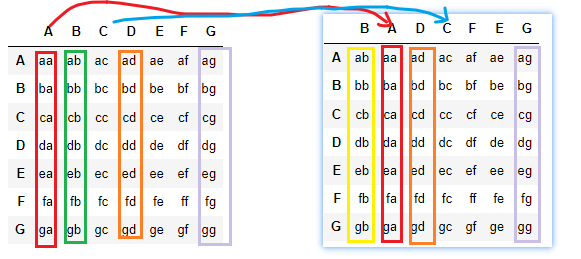 A B C D E F G
A aa ab ac ad ae af ag
B ba bb bc bd be bf bg
C ca cb cc cd ce cf cg
D da db dc dd de df dg
E ea eb ec ed ee ef eg
F fa fb fc fd fe ff fg
G ga gb gc gd ge gf gg
B A D C F E G
A ab aa ad ac af ae ag
B bb ba bd bc bf be bg
C cb ca cd cc cf ce cg
D db da dd dc df de dg
E eb ea ed ec ef ee eg
F fb fa fd fc ff fe fg
G gb ga gd gc gf ge gg